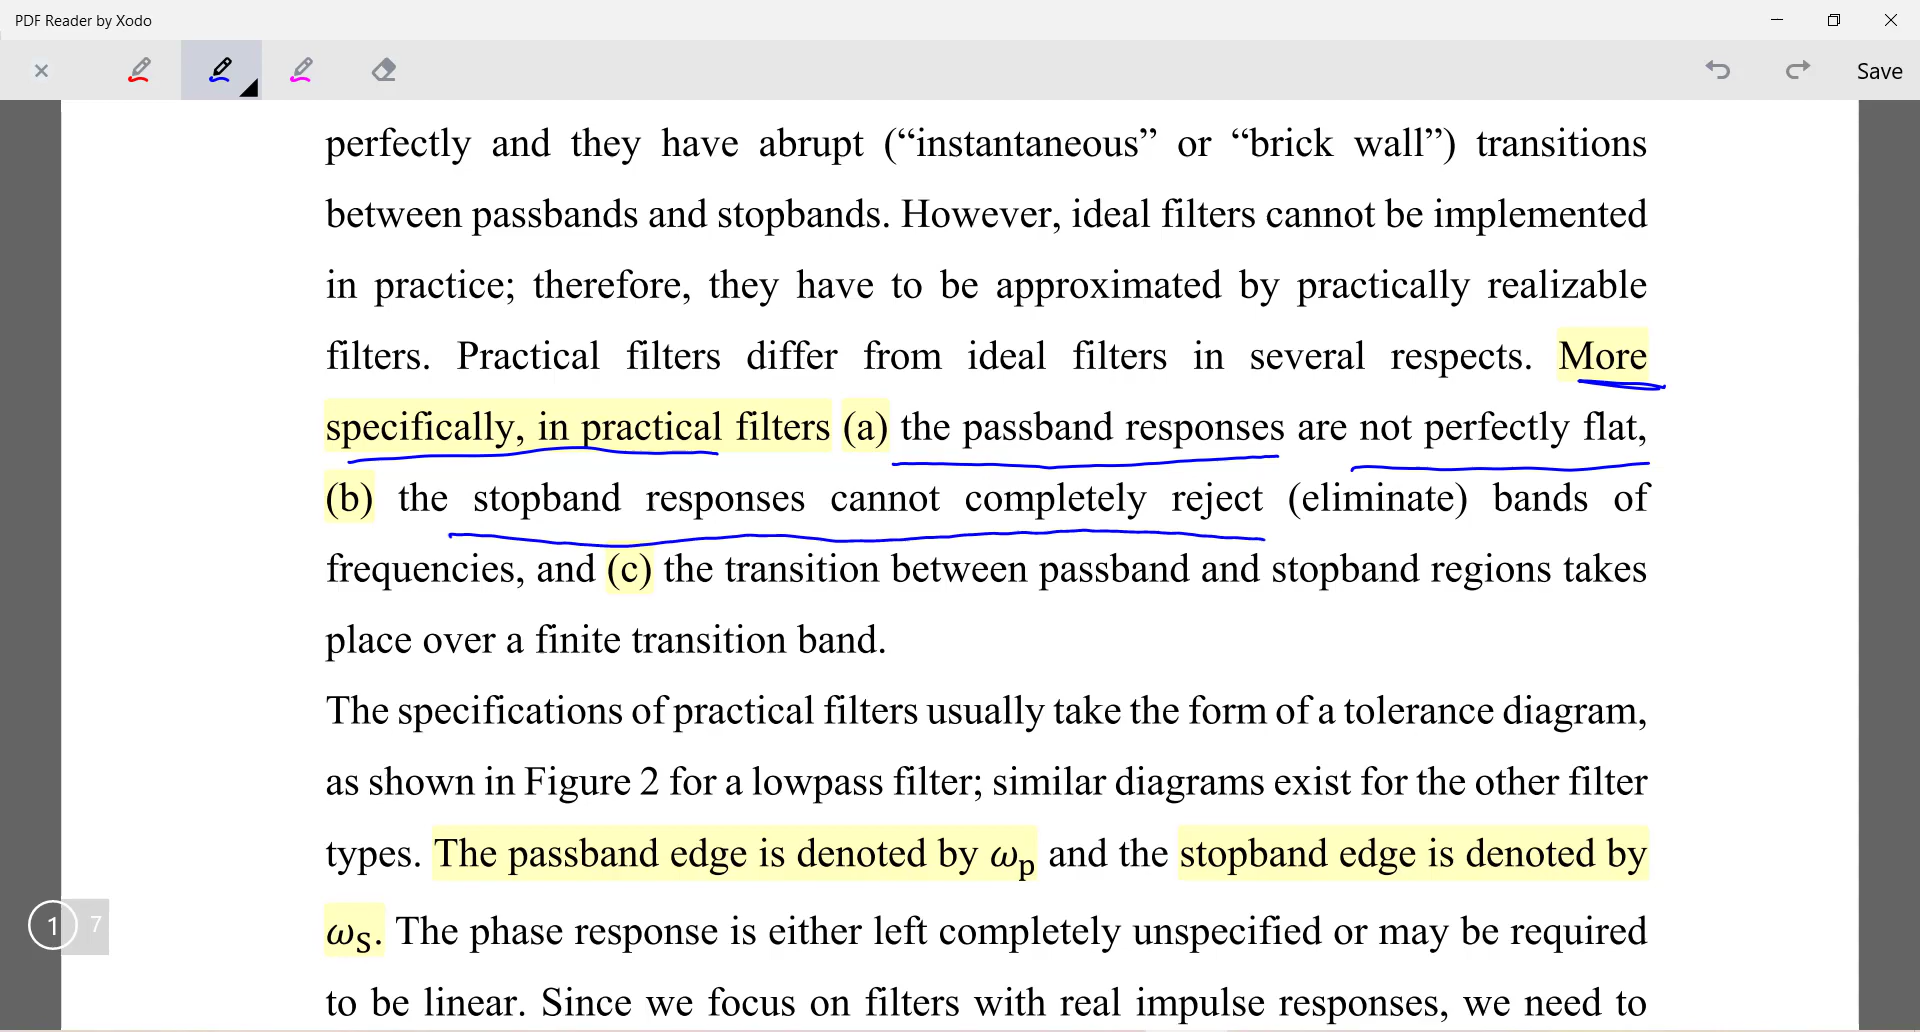 PDF Reader by Xodo
Save
perfectly and they have abrupt (“instantaneous” or “brick wall”) transitions
between passbands and stopbands. However, ideal filters cannot be implemented
in practice; therefore, they have to be approximated by practically realizable
filters. Practical filters differ from ideal filters in several respects. More
specifically, in practical filters (a) the passband responses are not perfectly flat,
(b) the stopband responses cannot completely reject (eliminate) bands of
frequencies, and (c) the transition between passband and stopband regions takes
place over a finite transition band.
The specifications of practical filters usually take the form of a tolerance diagram,
as shown in Figure 2 for a lowpass filter; similar diagrams exist for the other filter
types. The passband edge is denoted by ωp and the stopband edge is denoted by
ωS. The phase response is either left completely unspecified or may be required
to be linear. Since we focus on filters with real impulse responses, we need to
1 7